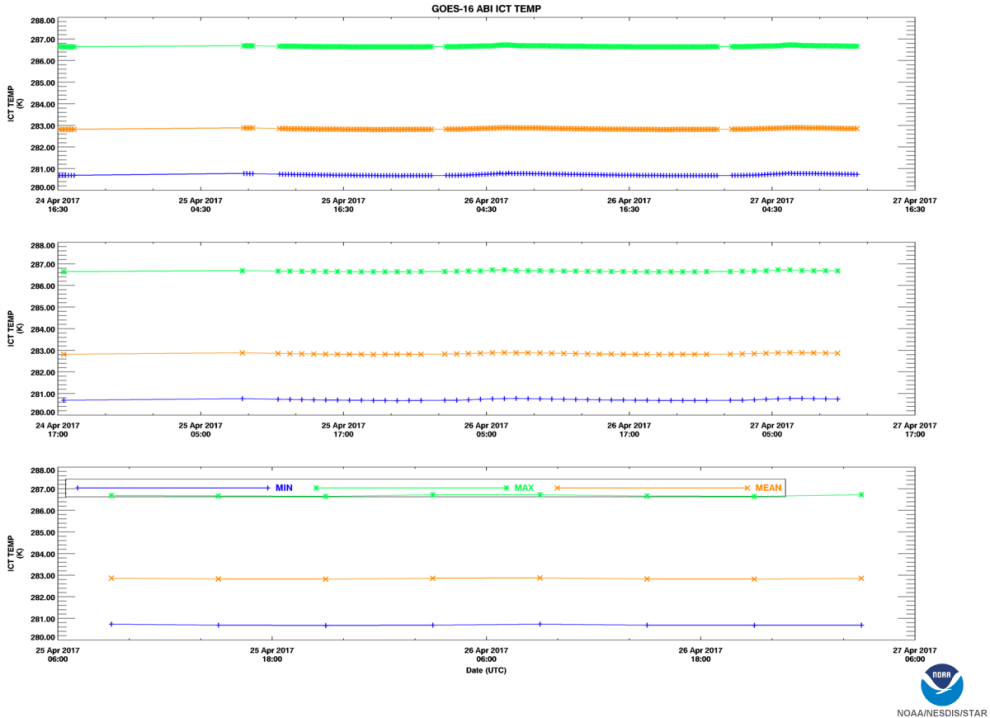 GOES-16 ABI ICT TEMP
288.00
287.00
286.00
285.00
284.00
283.00
282.00
281.00
280.00
ICT TEMP
(K)
24 Apr 2017 25 Apr 2017 25 Apr 2017 26 Apr 2017 26 Apr 2017 27 Apr 2017 27 Apr 2017
16:30 04:30 16:30 04:30 16:30 04:30 16:30
288.00
287.00
286.00
285.00
284.00
283.00
282.00
281.00
280.00
ICT TEMP
(K)
24 Apr 2017 25 Apr 2017 25 Apr 2017 26 Apr 2017 26 Apr 2017 27 Apr 2017 27 Apr 2017
17:00 05:00 17:00 05:00 17:00 05:00 17:00
288.00
287.00
286.00
285.00
284.00
283.00
282.00
281.00
280.00
ICT TEMP
(K)
MIN MAX MEAN
25 Apr 2017 25 Apr 2017 26 Apr 2017 26 Apr 2017 27 Apr 2017
06:00 18:00 06:00 18:00 06:00
Date (UTC)
NOAA
NOAA/NESDIS/STAR